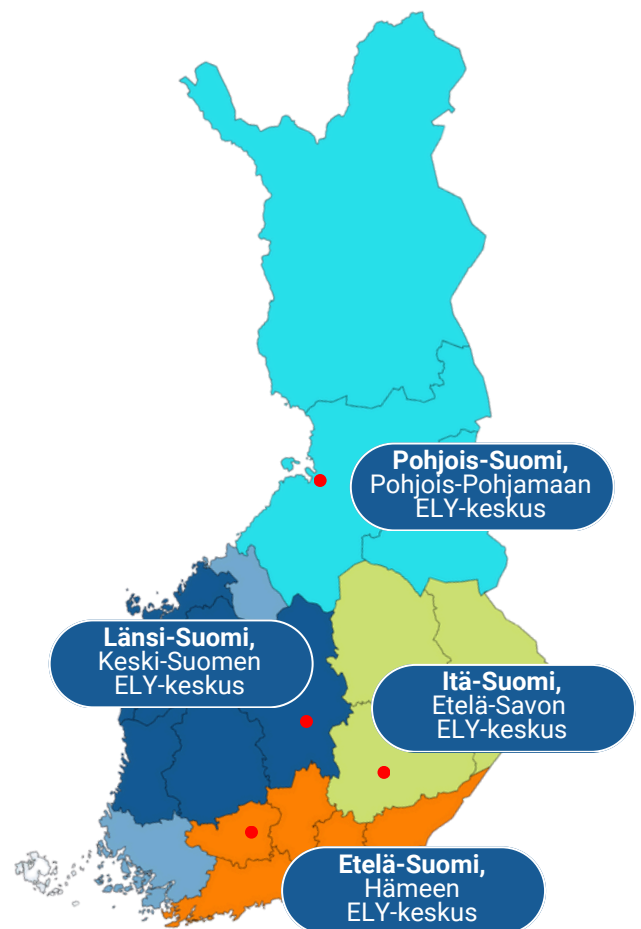 Pohjois-Suomi,
Pohjois-Pohjamaan
ELY-keskus
Länsi-Suomi,
Keski-Suomen
ELY-keskus
Itä-Suomi,
Etelä-Savon
ELY-keskus
Etelä-Suomi,
Hämeen
ELY-keskus